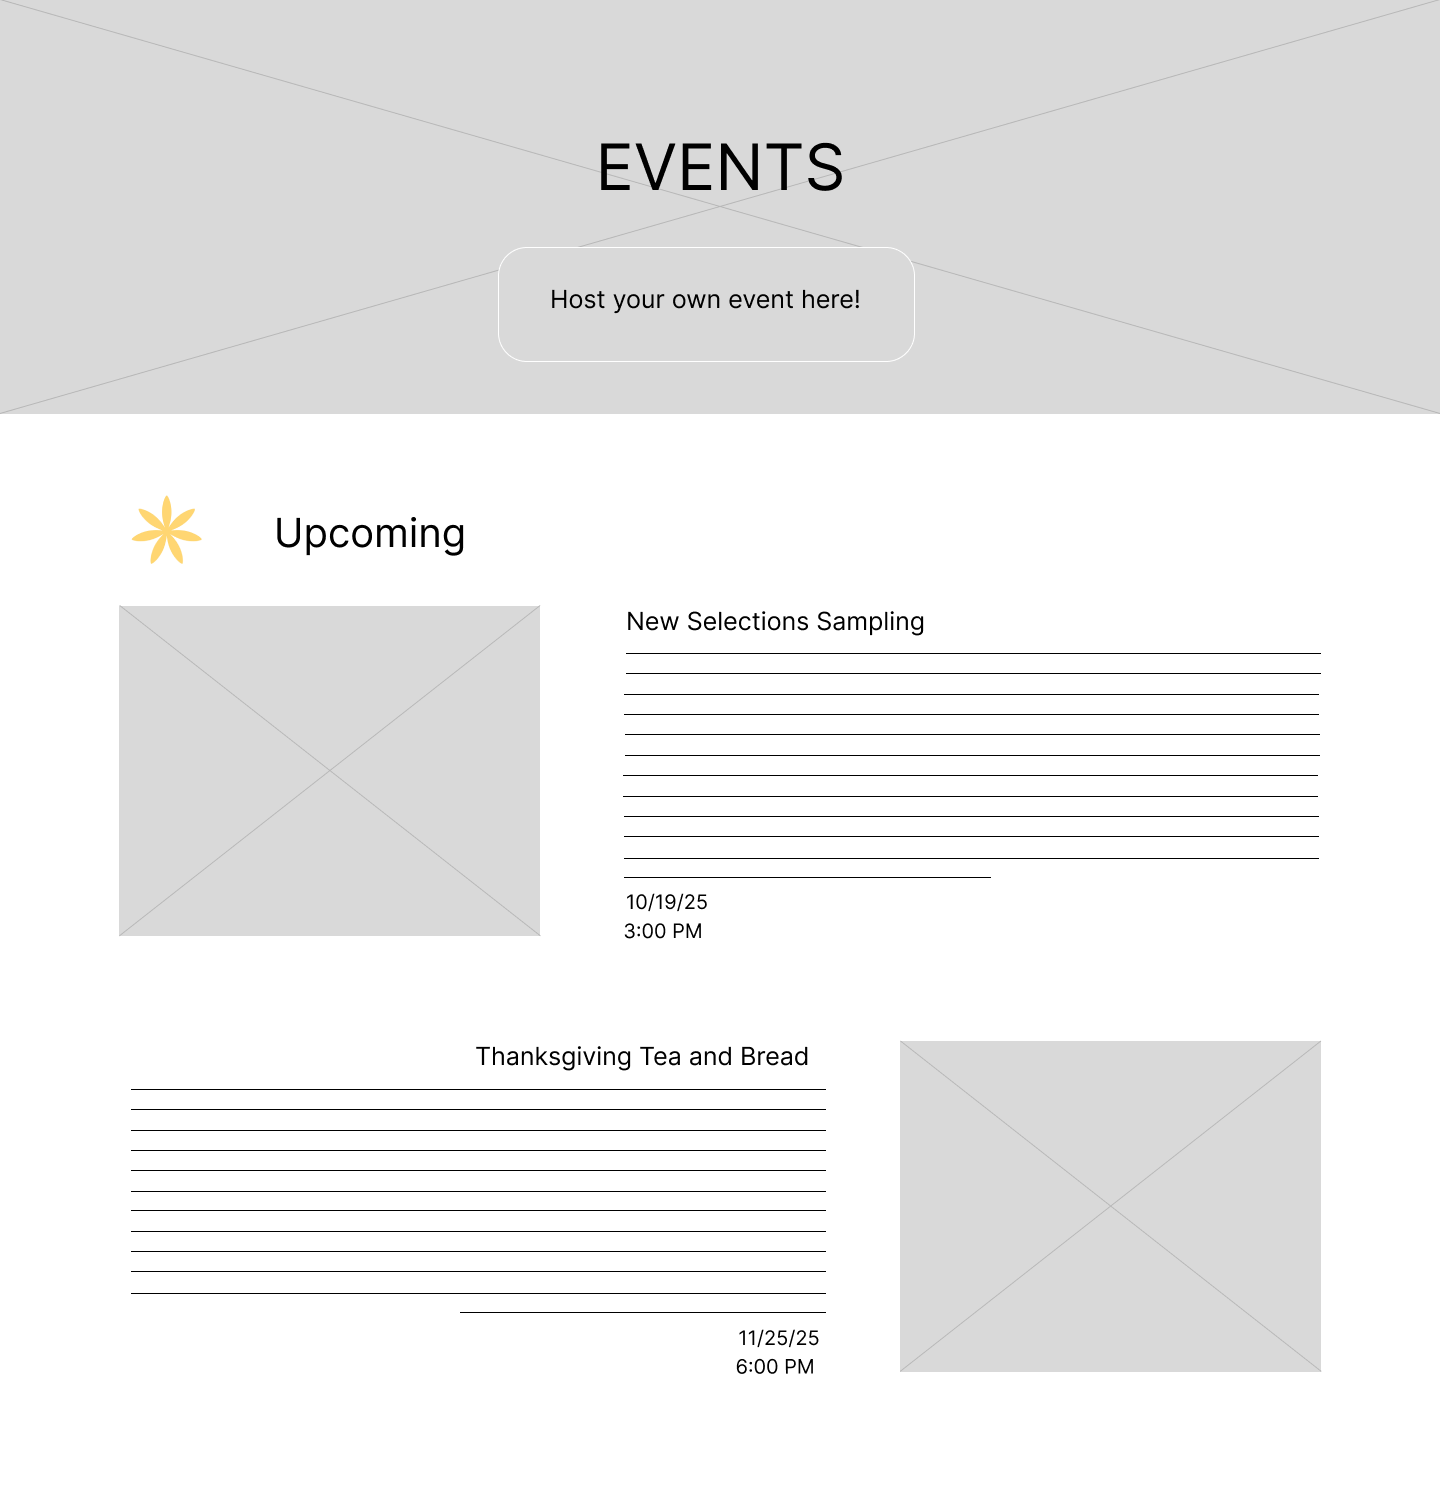 EVENTS
Host your own event here!
Upcoming
New Selections Sampling
10/19/25
3:00 PM
Thanksgiving Tea and Bread
11/25/25
6:00 PM